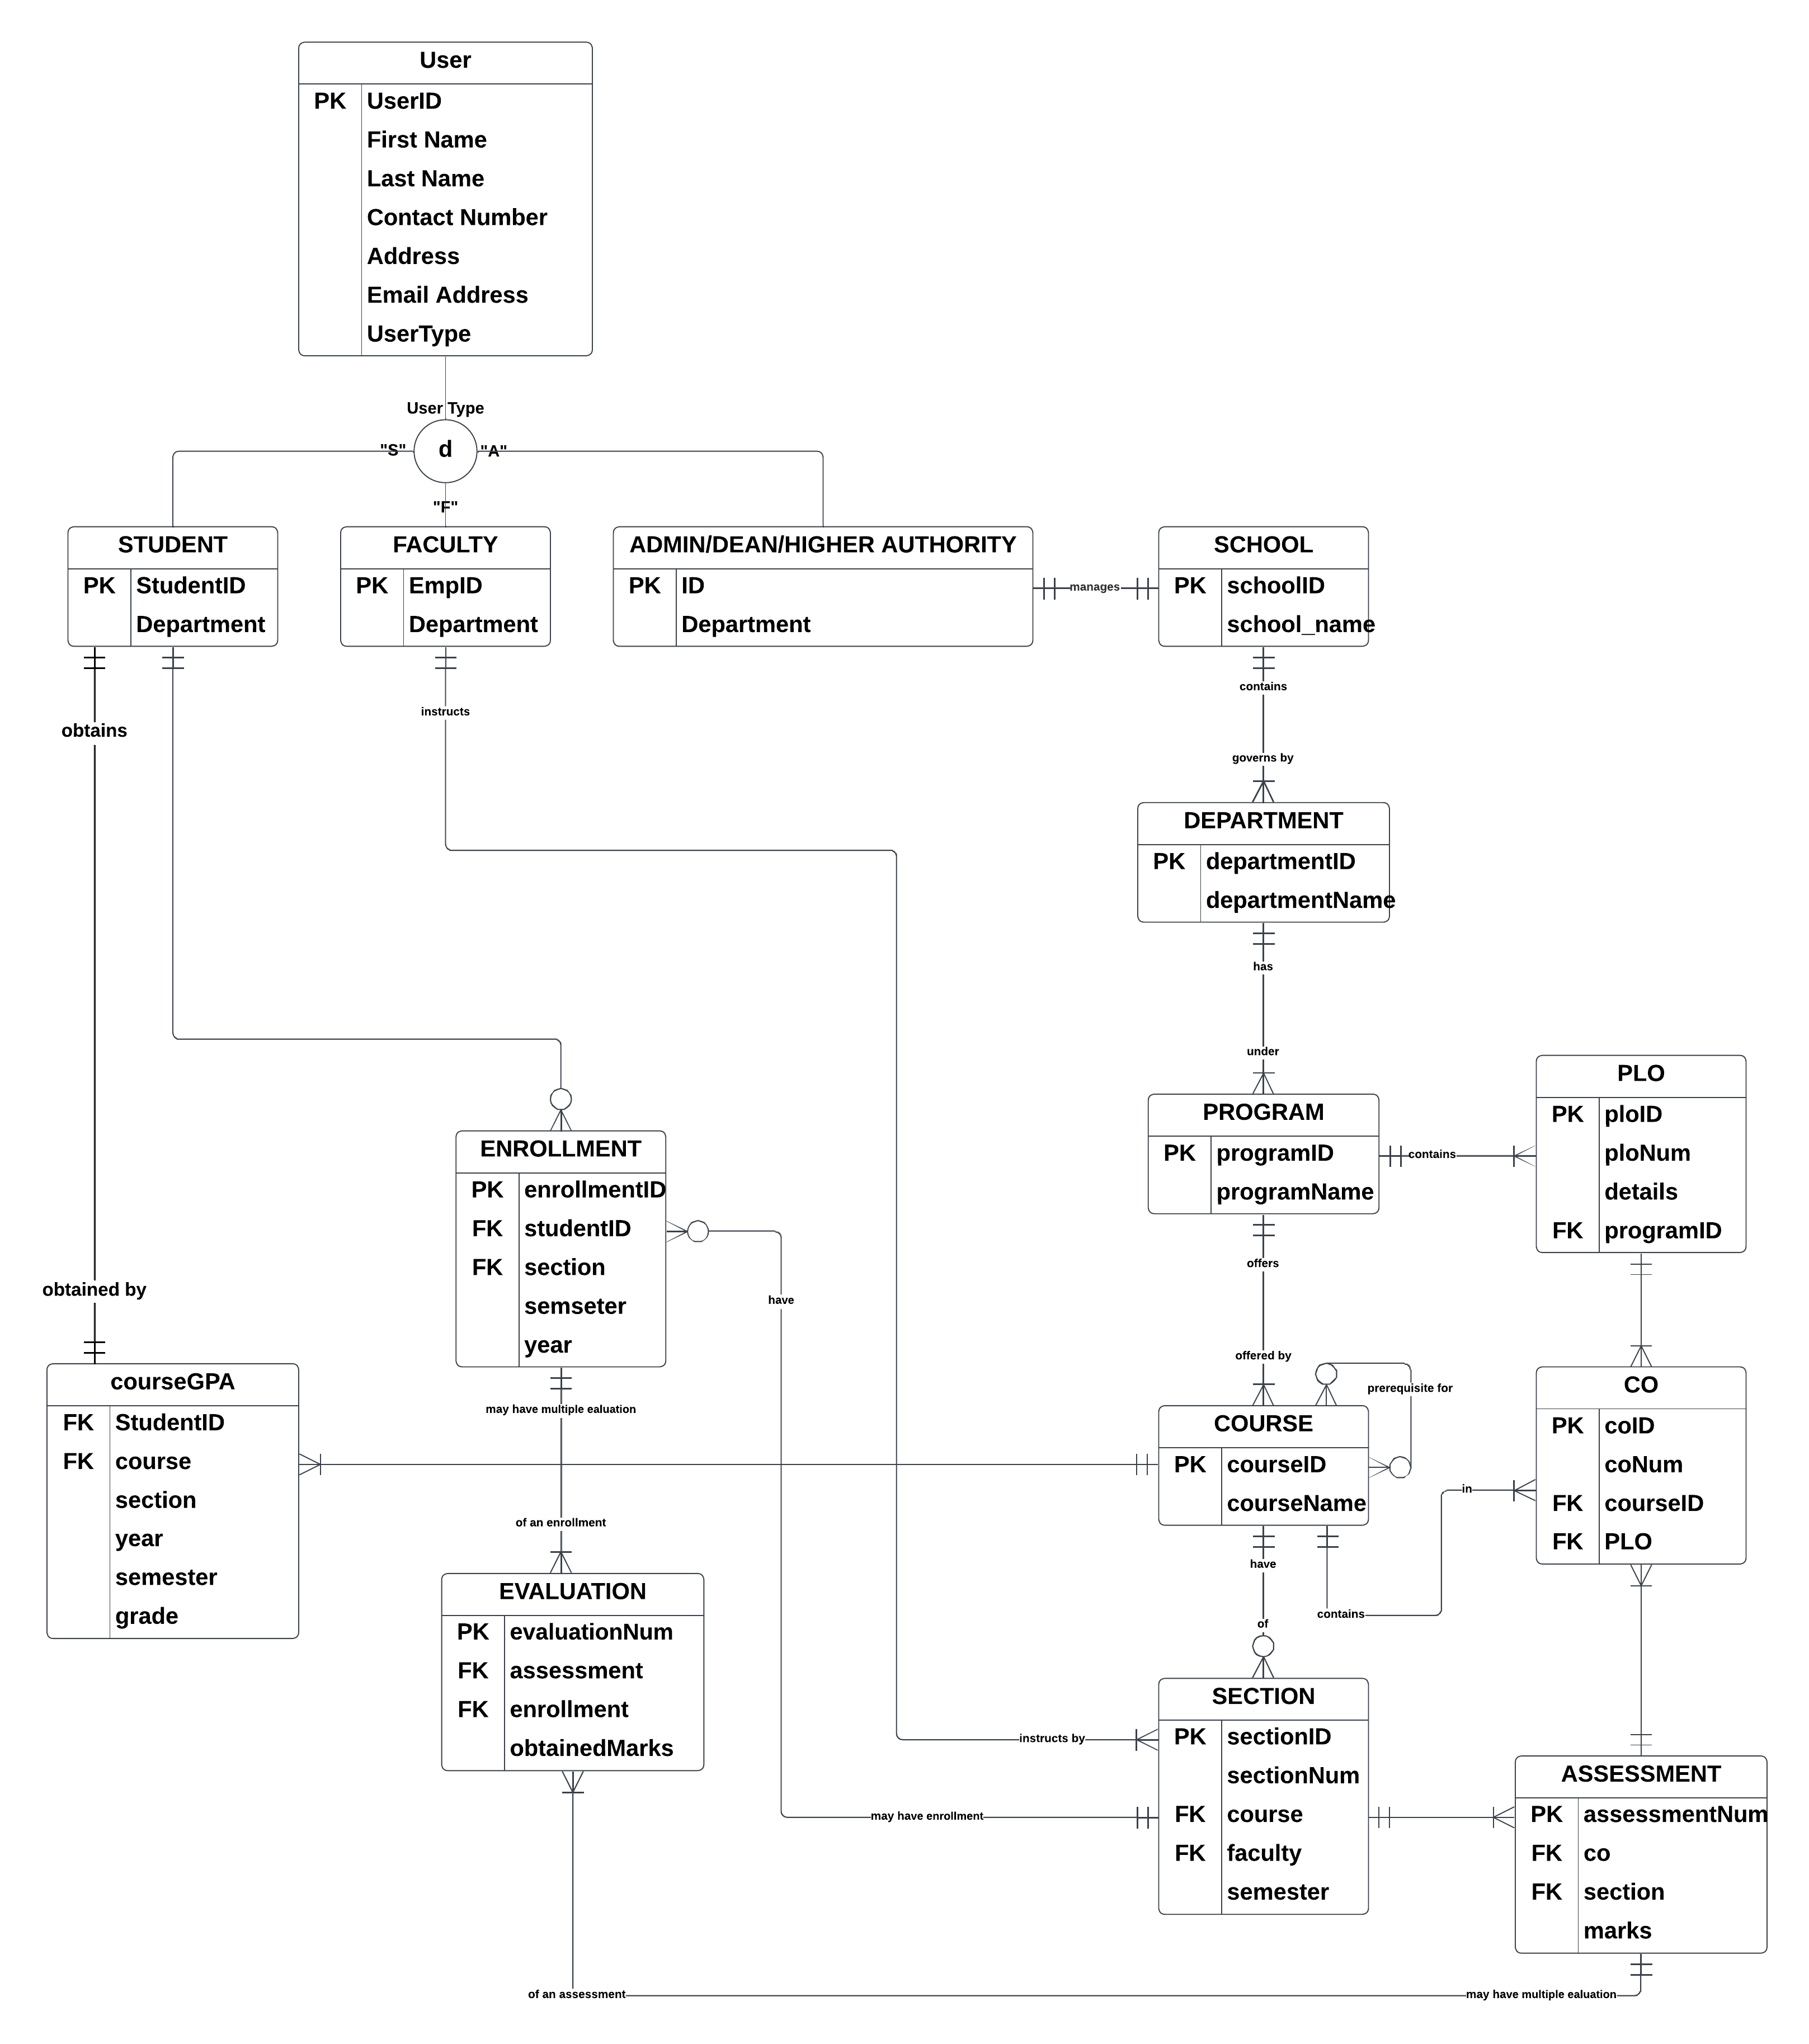 User
PK UserID
First Name
Last Name
Contact Number
Address
Email Address
UserType
User Type
"S"
d
"A"
"F"
STUDENT
PK StudentID
Department
FACULTY
PK EmpID
Department
ADMIN/DEAN/HIGHER AUTHORITY
PK ID
Department
manages
SCHOOL
PK schoolID
school_name
obtains
instructs
contains
governs by
DEPARTMENT
PK departmentID
departmentName
has
under
PROGRAM
PK programID
programName
contains
PLO
PK ploID
ploNum
details
FK programID
ENROLLMENT
PK enrollmentID
FK studentID
FK section
semseter
year
have
offers
offered by
obtained by
courseGPA
FK StudentID
FK course
section
year
semester
grade
may have multiple ealuation
of an enrollment
prerequisite for
COURSE
PK courseID
courseName
in
CO
PK coID
coNum
FK courseID
FK PLO
have
contains
of
EVALUATION
PK evaluationNum
FK assessment
FK enrollment
obtainedMarks
instructs by
may have enrollment
SECTION
PK sectionID
sectionNum
FK course
FK faculty
semester
ASSESSMENT
PK assessmentNum
FK co
FK section
marks
of an assessment
may have multiple ealuation